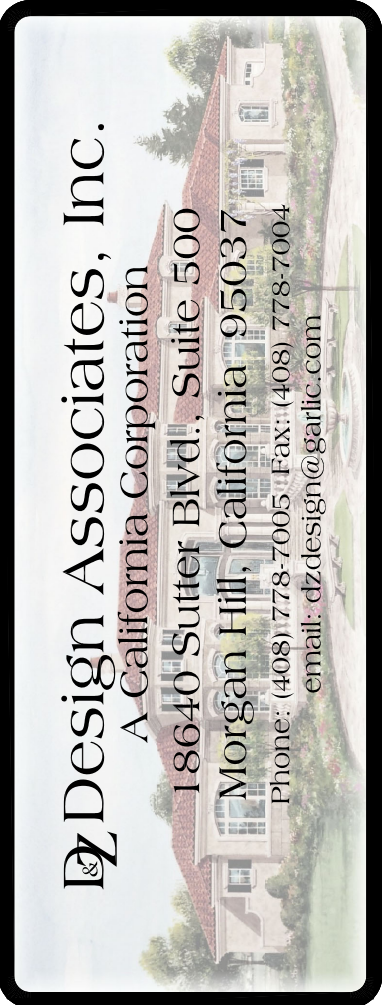 D&Z Design Associates, Inc.
A California Corporation
18640 Sutter Blvd., Suite 500
Morgan Hill, California 95037
Phone: (408) 778-7005 Fax: (408) 778-7004
email: dzdesign@garlic.com